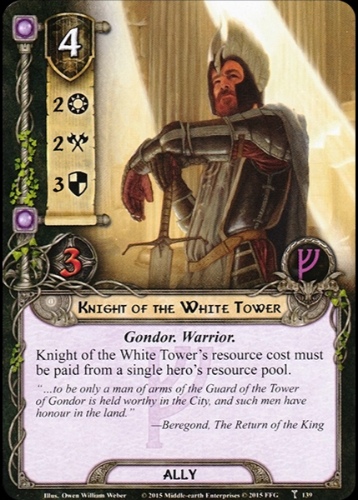 4
2
2
3
3
Knight of the White Tower
Gondor. Warrior.
Knight of the White Tower's resource cost must
be paid from a single hero's resource pool.
"...to be only a man of arms of the Guard of the Tower
of Gondor is held worthy in the City, and such men have
honour in the land."
—Beregond, The Return of the King
ALLY
Illus. Owen William Weber © 2015 Middle-earth Enterprises © 2015 FFG 139